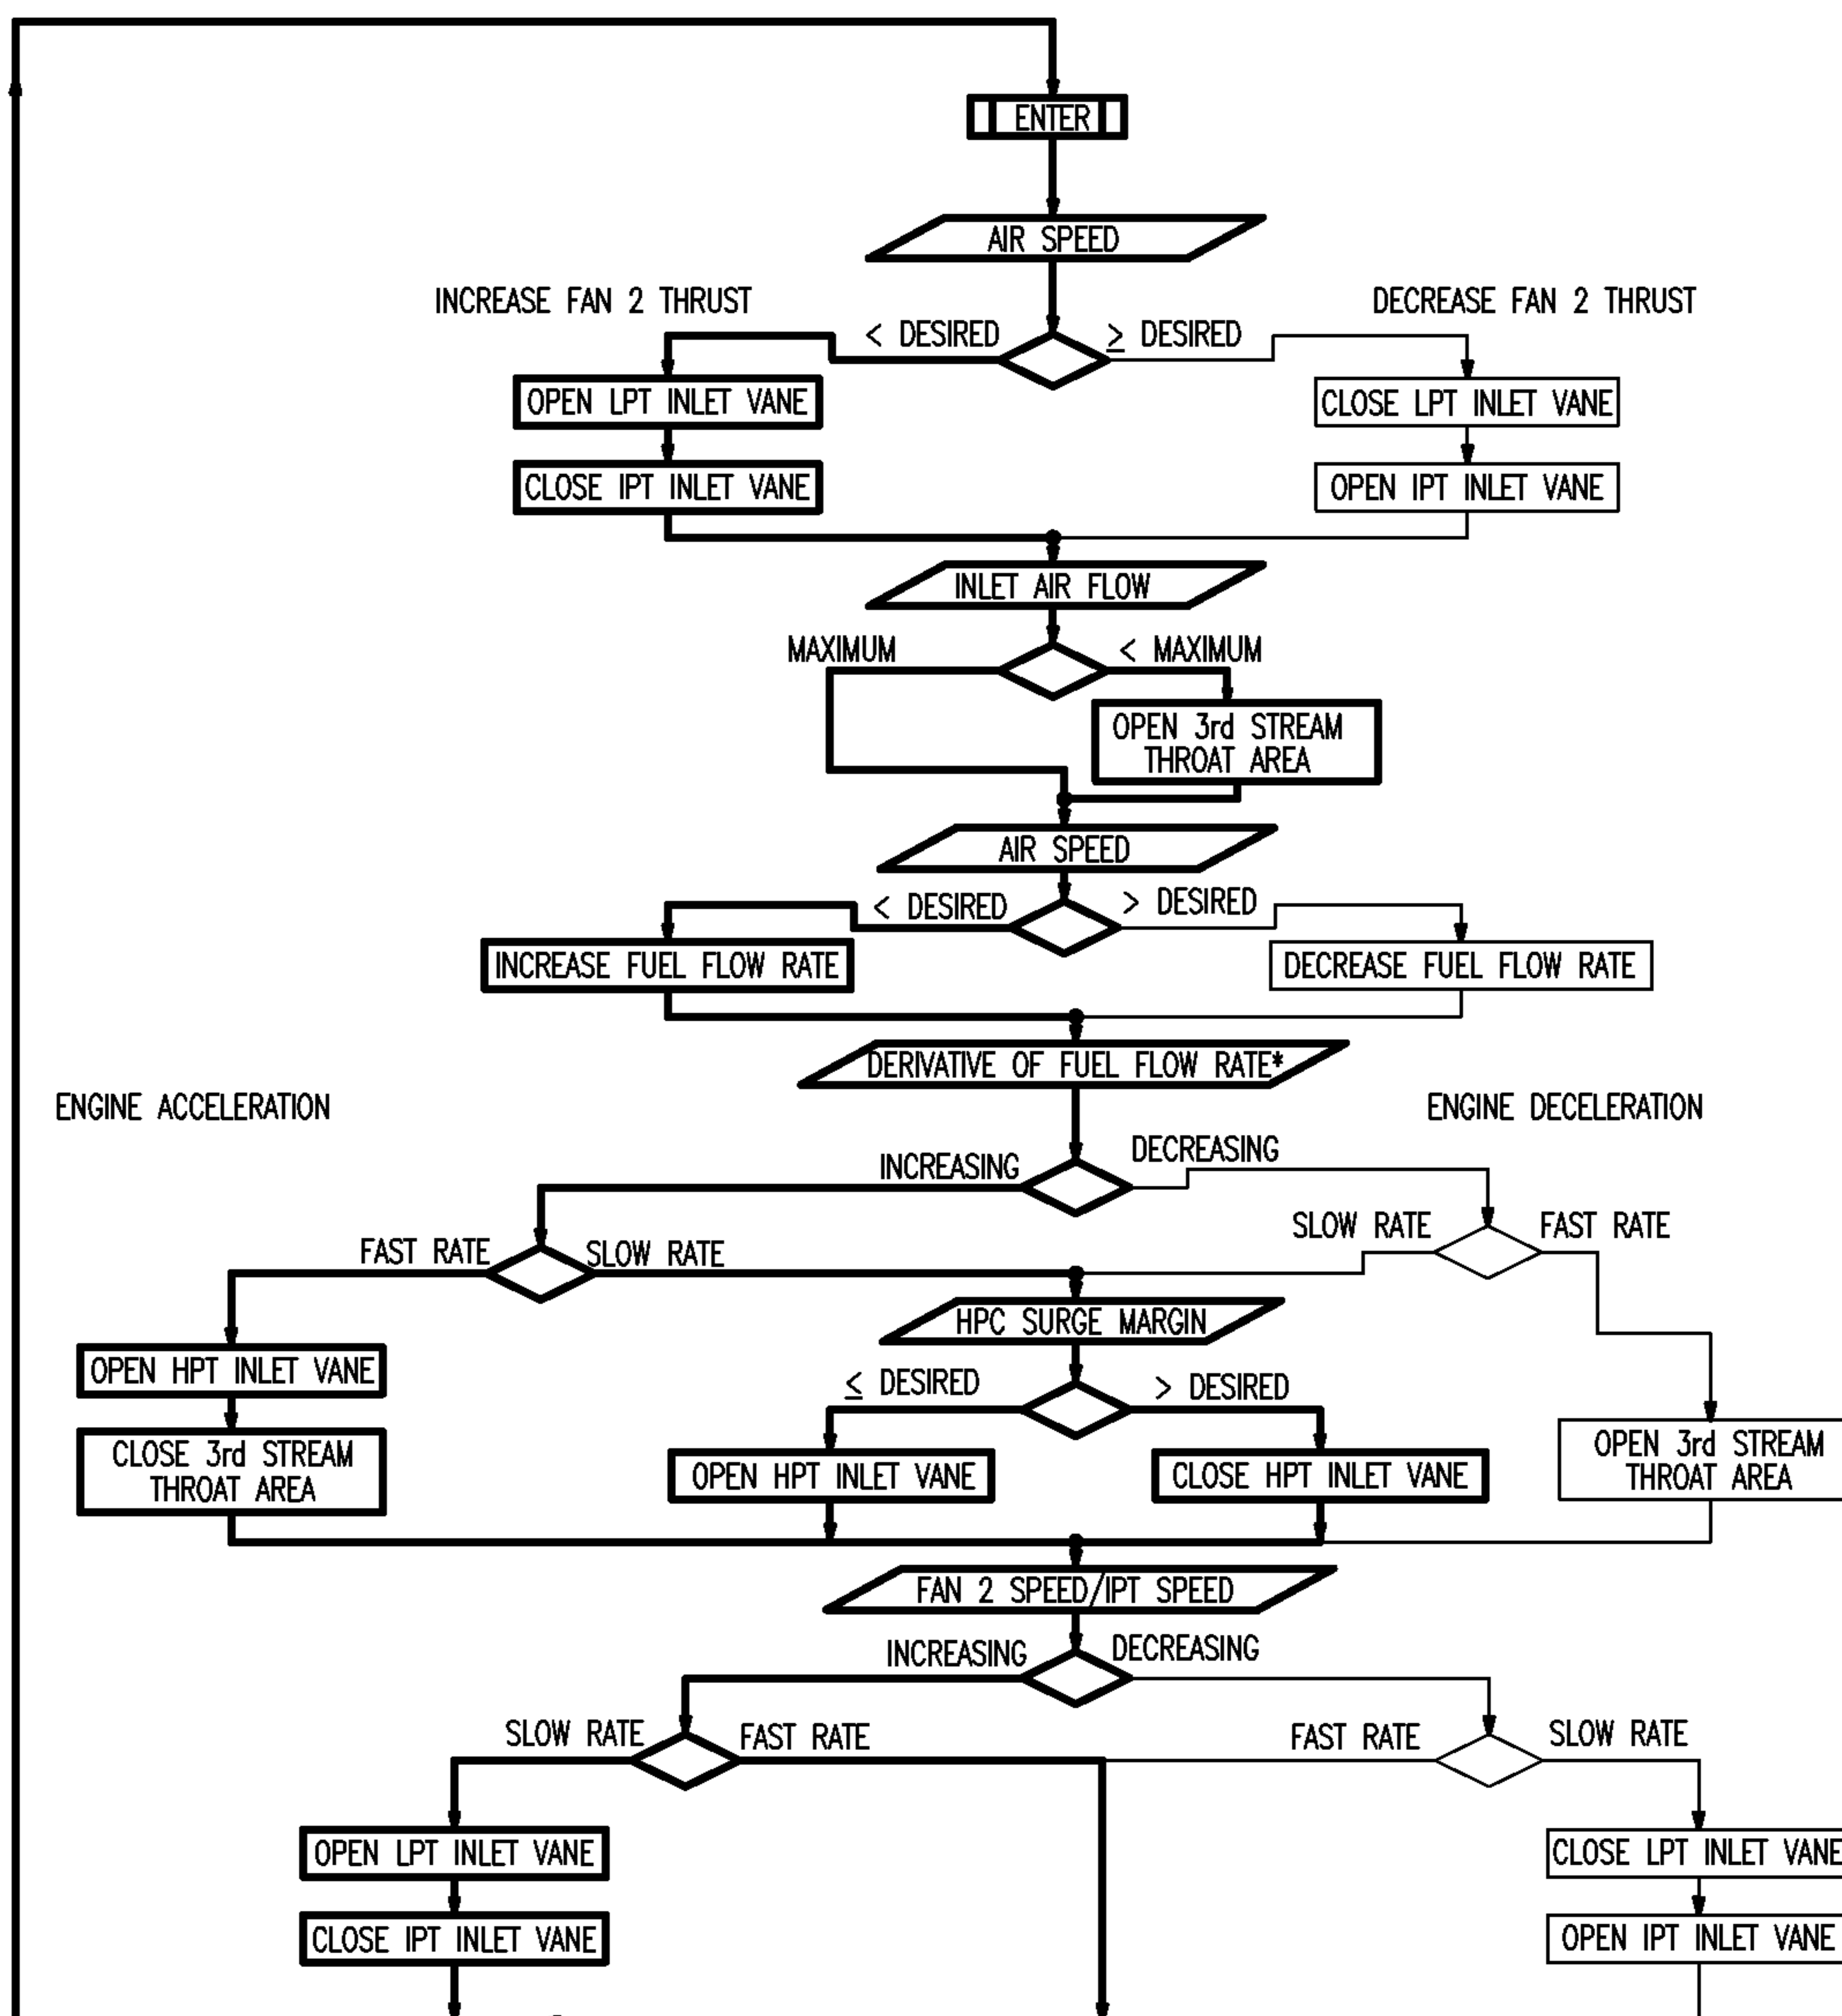 ENTER
AIR SPEED
INCREASE FAN 2 THRUST
DECREASE FAN 2 THRUST
< DESIRED
≥ DESIRED
OPEN LPT INLET VANE
CLOSE LPT INLET VANE
CLOSE IPT INLET VANE
OPEN IPT INLET VANE
INLET AIR FLOW
MAXIMUM
< MAXIMUM
OPEN 3rd STREAM
THROAT AREA
AIR SPEED
< DESIRED
> DESIRED
INCREASE FUEL FLOW RATE
DECREASE FUEL FLOW RATE
DERIVATIVE OF FUEL FLOW RATE*
ENGINE ACCELERATION
ENGINE DECELERATION
INCREASING
DECREASING
FAST RATE
SLOW RATE
SLOW RATE
FAST RATE
HPC SURGE MARGIN
OPEN HPT INLET VANE
≤ DESIRED
> DESIRED
CLOSE 3rd STREAM
THROAT AREA
OPEN HPT INLET VANE
CLOSE HPT INLET VANE
OPEN 3rd STREAM
THROAT AREA
FAN 2 SPEED/IPT SPEED
INCREASING
DECREASING
SLOW RATE
FAST RATE
FAST RATE
SLOW RATE
OPEN LPT INLET VANE
CLOSE LPT INLET VANE
CLOSE IPT INLET VANE
OPEN IPT INLET VANE